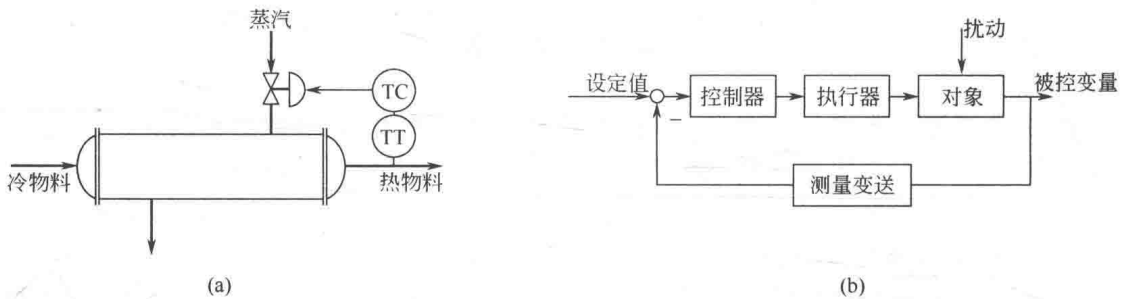 蒸汽
TC
TT
冷物料
热物料
(a)
扰动
设定值
控制器
执行器
对象
被控变量
−
测量变送
(b)